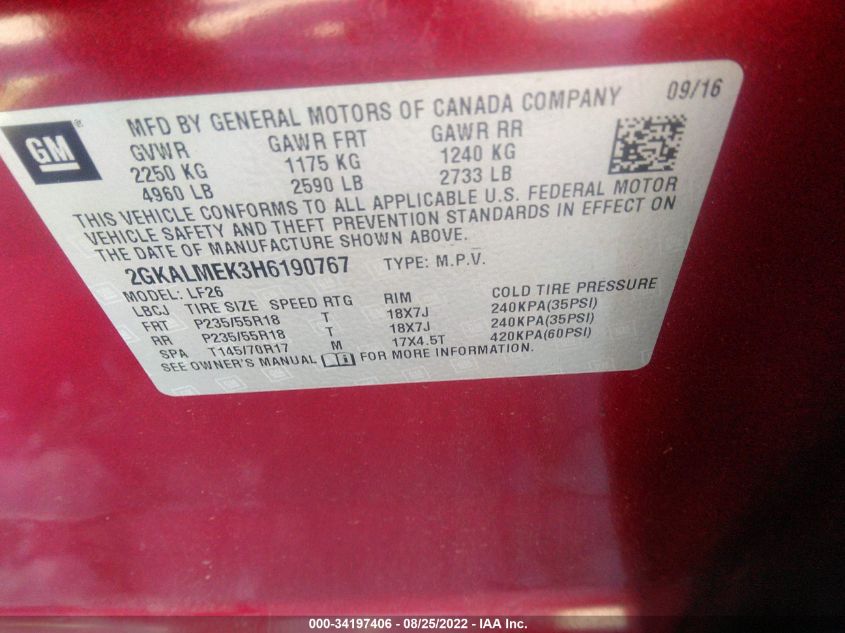 MFD BY GENERAL MOTORS OF CANADA COMPANY 09/16
GM®
GVWR GAWR FRT GAWR RR
2250 KG 1175 KG 1240 KG
4960 LB 2590 LB 2733 LB
THIS VEHICLE CONFORMS TO ALL APPLICABLE U.S. FEDERAL MOTOR
VEHICLE SAFETY AND THEFT PREVENTION STANDARDS IN EFFECT ON
THE DATE OF MANUFACTURE SHOWN ABOVE.
2GKALMEK3H6190767 TYPE: M.P.V.
MODEL: LF26
LBCJ TIRE SIZE SPEED RTG RIM COLD TIRE PRESSURE
FRT P235/55R18 T 18X7J 240KPA(35PSI)
RR P235/55R18 T 18X7J 240KPA(35PSI)
SPA T145/70R17 M 17X4.5T 420KPA(60PSI)
SEE OWNER'S MANUAL FOR MORE INFORMATION.
000-34197406 - 08/25/2022 - IAA Inc.